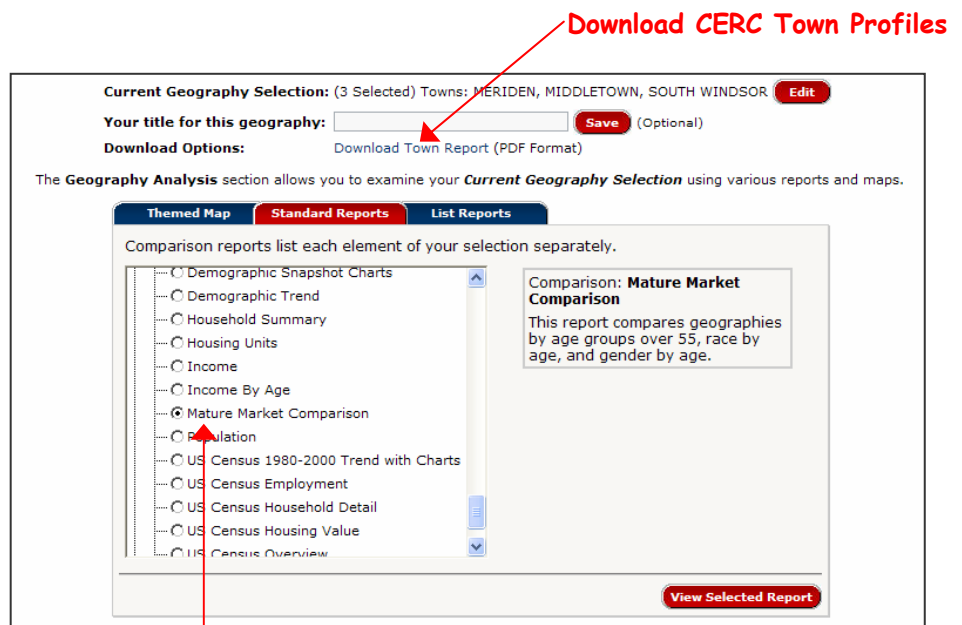 Download CERC Town Profiles
Current Geography Selection: (3 Selected) Towns: MERIDEN, MIDDLETOWN, SOUTH WINDSOR Edit
Your title for this geography: Save (Optional)
Download Options: Download Town Report (PDF Format)
The Geography Analysis section allows you to examine your Current Geography Selection using various reports and maps.
Themed Map Standard Reports List Reports
Comparison reports list each element of your selection separately.
Demographic Snapshot Charts
Demographic Trend
Household Summary
Housing Units
Income
Income By Age
Mature Market Comparison
Population
US Census 1980-2000 Trend with Charts
US Census Employment
US Census Household Detail
US Census Housing Value
US Census Overview
Comparison: Mature Market
Comparison
This report compares geographies
by age groups over 55, race by
age, and gender by age.
View Selected Report